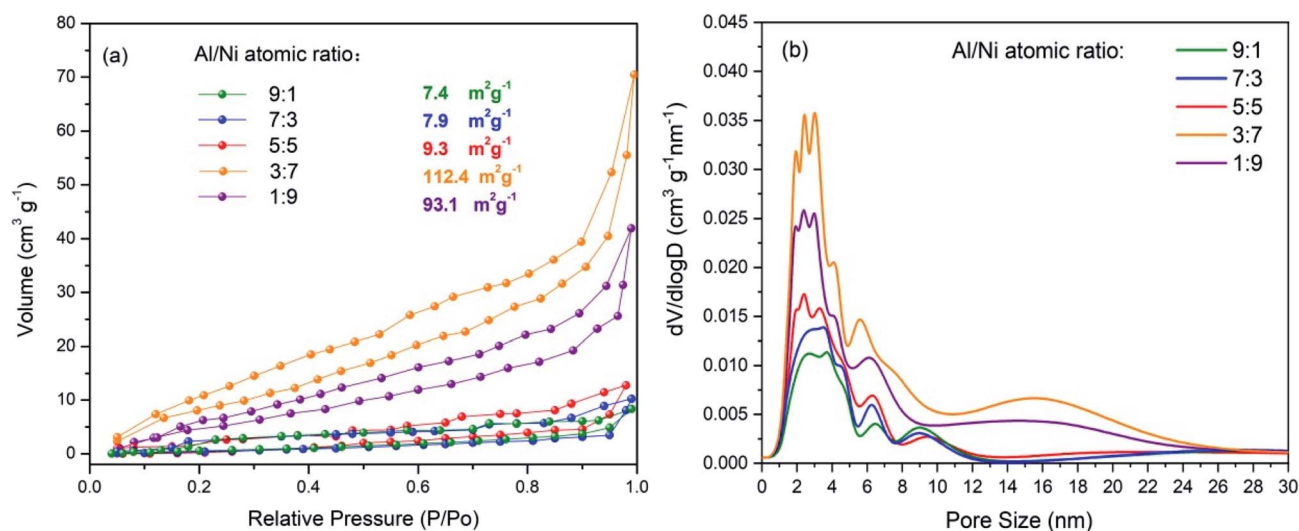 (a)
Al/Ni atomic ratio：
9:1 7.4 m²g⁻¹
7:3 7.9 m²g⁻¹
5:5 9.3 m²g⁻¹
3:7 112.4 m²g⁻¹
1:9 93.1 m²g⁻¹
Volume (cm³ g⁻¹)
80
70
60
50
40
30
20
10
0
0.0 0.2 0.4 0.6 0.8 1.0
Relative Pressure (P/Po)
(b)
Al/Ni atomic ratio:
9:1
7:3
5:5
3:7
1:9
dV/dlogD (cm³ g⁻¹nm⁻¹)
0.045
0.040
0.035
0.030
0.025
0.020
0.015
0.010
0.005
0.000
0 2 4 6 8 10 12 14 16 18 20 22 24 26 28 30
Pore Size (nm)